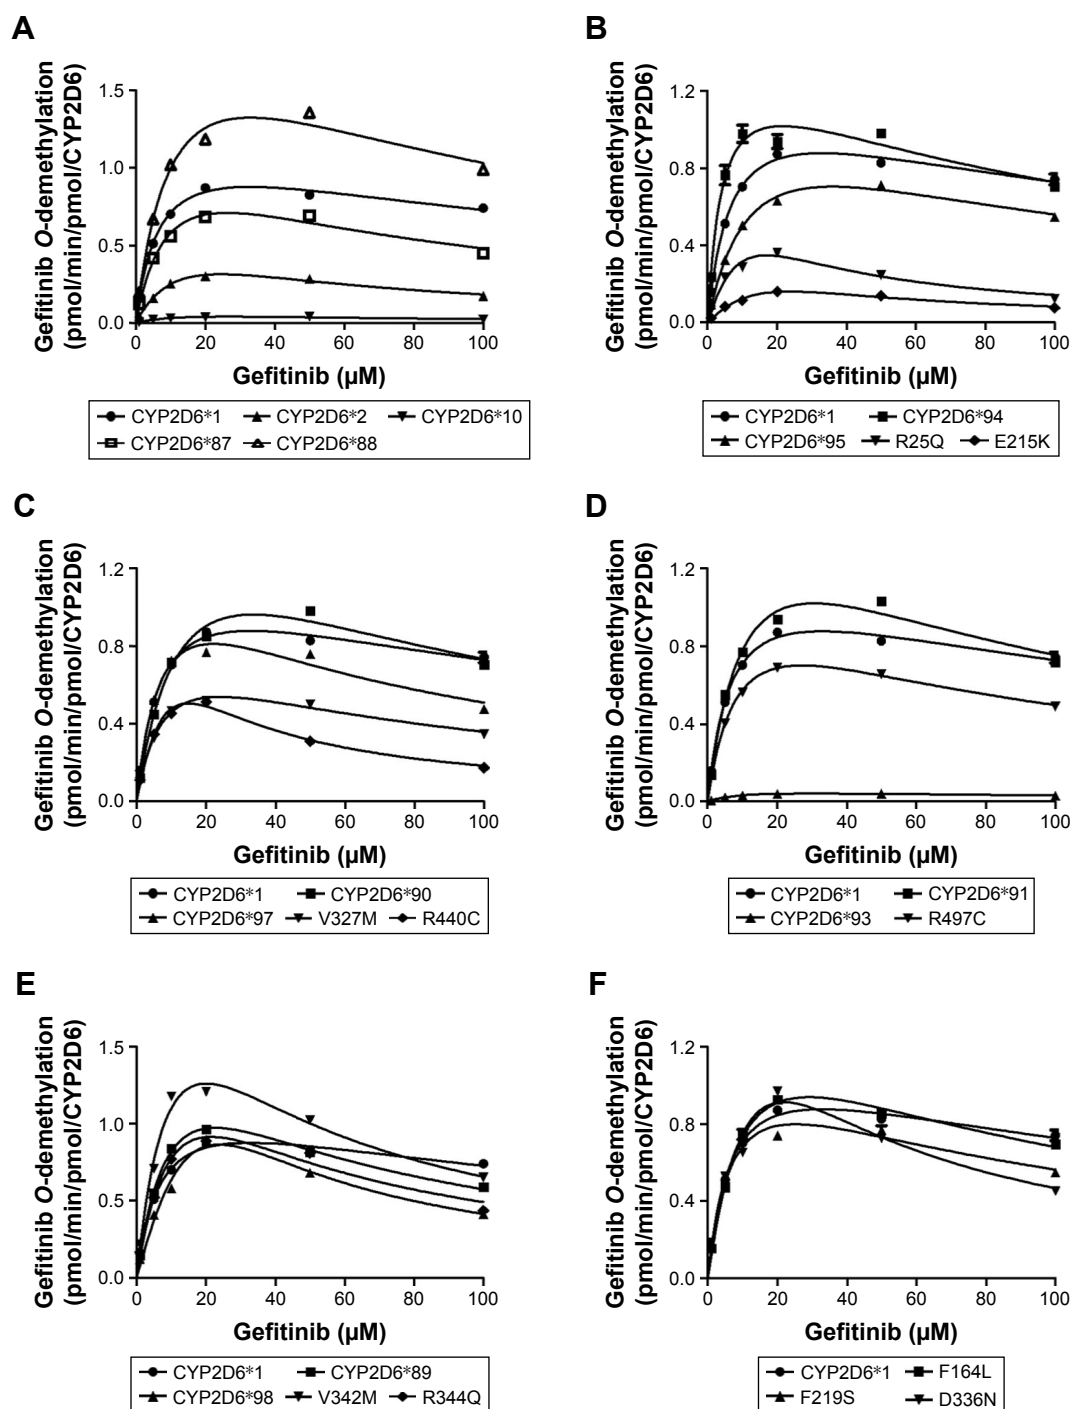 A
Gefitinib O-demethylation
(pmol/min/pmol/CYP2D6)
1.5
1.0
0.5
0.0
0 20 40 60 80 100
Gefitinib (µM)
CYP2D6*1 CYP2D6*2 CYP2D6*10
CYP2D6*87 CYP2D6*88
B
Gefitinib O-demethylation
(pmol/min/pmol/CYP2D6)
1.2
0.8
0.4
0.0
0 20 40 60 80 100
Gefitinib (µM)
CYP2D6*1 CYP2D6*94
CYP2D6*95 R25Q E215K
C
Gefitinib O-demethylation
(pmol/min/pmol/CYP2D6)
1.2
0.8
0.4
0.0
0 20 40 60 80 100
Gefitinib (µM)
CYP2D6*1 CYP2D6*90
CYP2D6*97 V327M R440C
D
Gefitinib O-demethylation
(pmol/min/pmol/CYP2D6)
1.2
0.8
0.4
0.0
0 20 40 60 80 100
Gefitinib (µM)
CYP2D6*1 CYP2D6*91
CYP2D6*93 R497C
E
Gefitinib O-demethylation
(pmol/min/pmol/CYP2D6)
1.5
1.0
0.5
0.0
0 20 40 60 80 100
Gefitinib (µM)
CYP2D6*1 CYP2D6*89
CYP2D6*98 V342M R344Q
F
Gefitinib O-demethylation
(pmol/min/pmol/CYP2D6)
1.2
0.8
0.4
0.0
0 20 40 60 80 100
Gefitinib (µM)
CYP2D6*1 F164L
F219S D336N